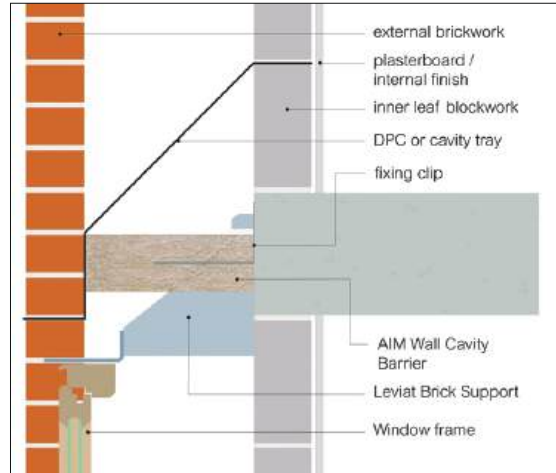 external brickwork
plasterboard /
internal finish
inner leaf blockwork
DPC or cavity tray
fixing clip
AIM Wall Cavity
Barrier
Leviat Brick Support
Window frame